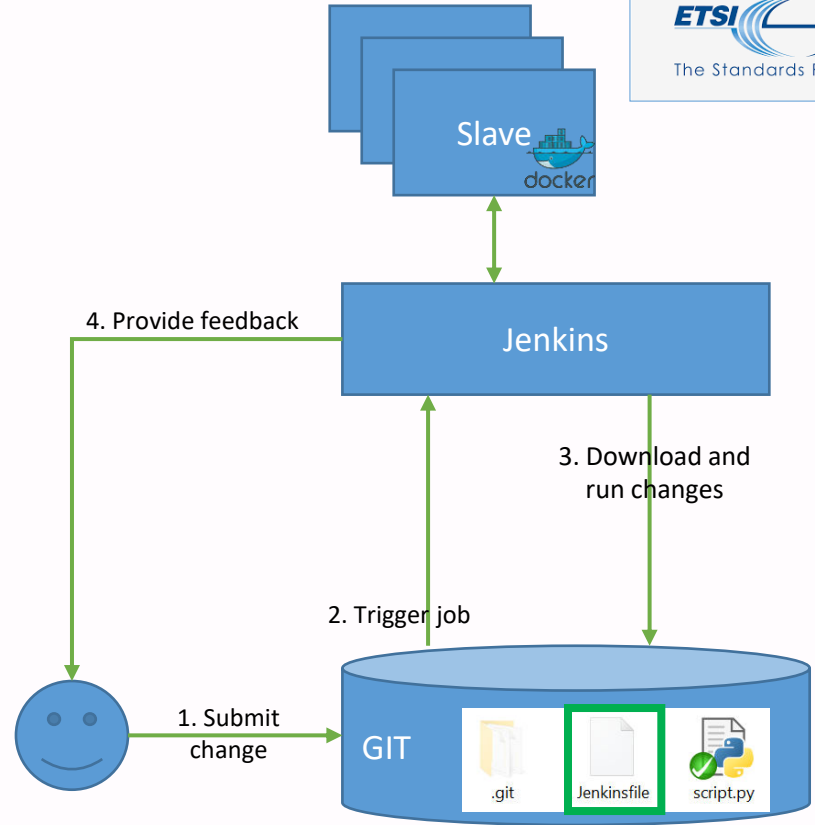 ETSI
The Standards
Slave
docker
4. Provide feedback
Jenkins
3. Download and
run changes
2. Trigger job
1. Submit
change
GIT
.git
Jenkinsfile
script.py